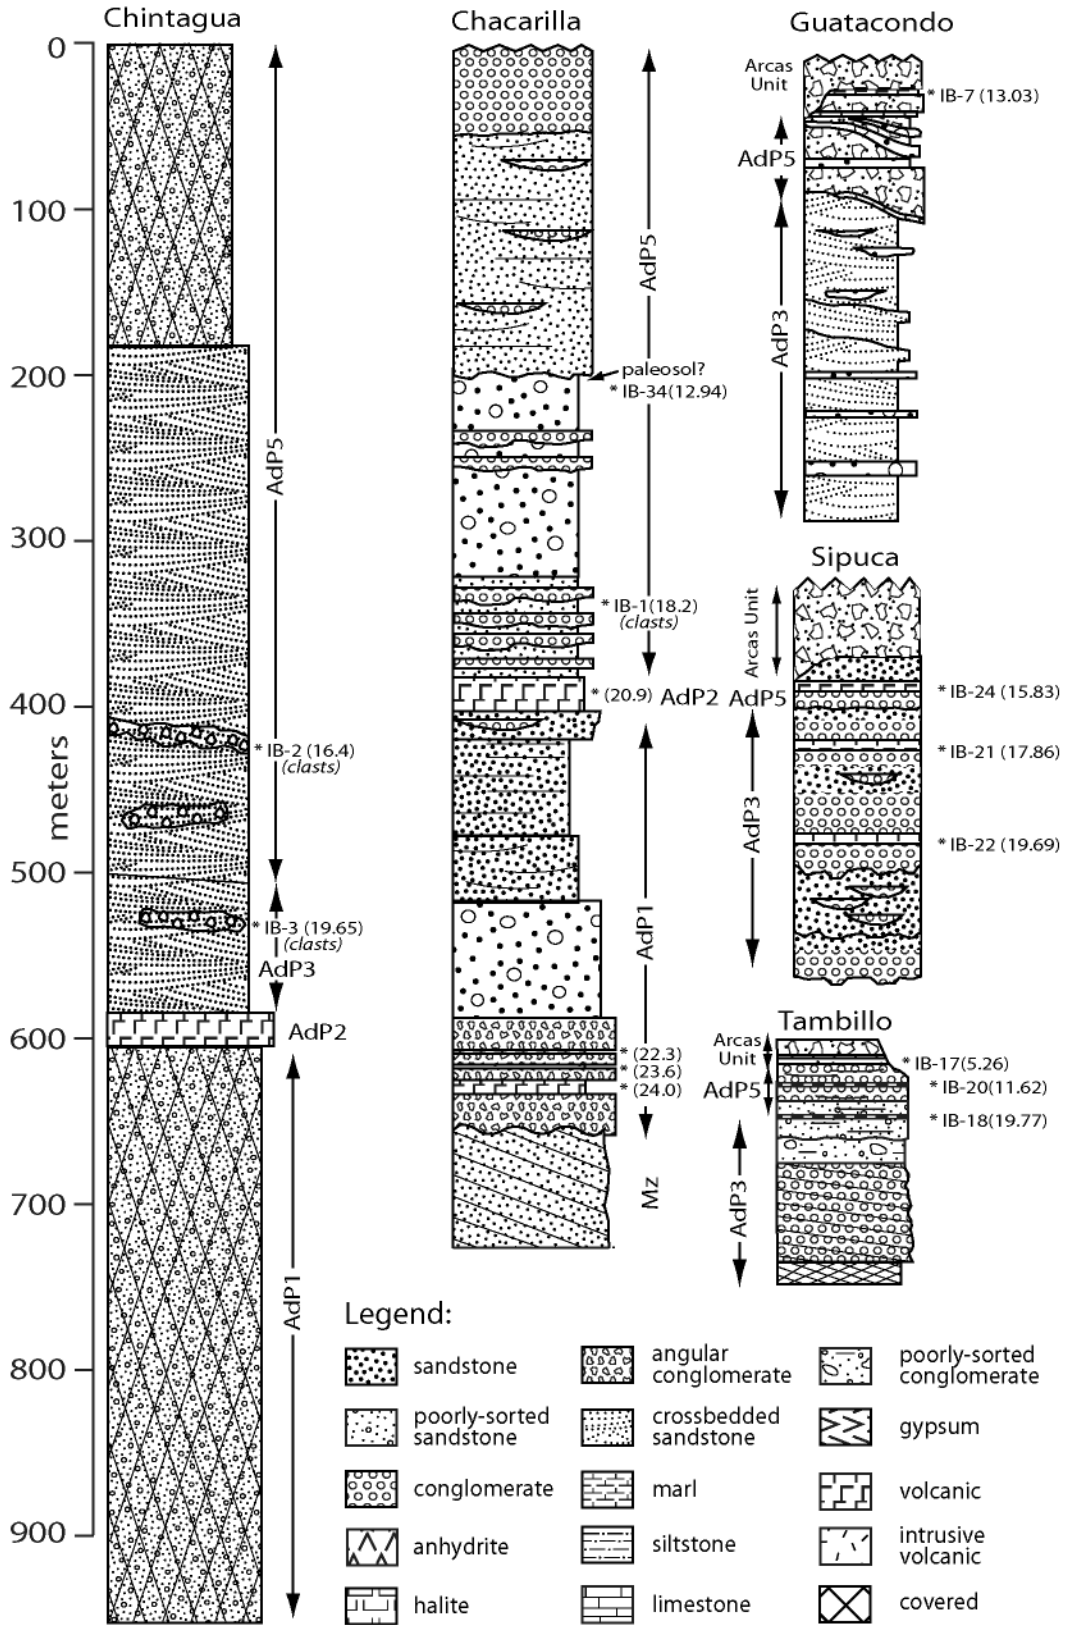 Chintagua
Chacarilla
Guatacondo
0
100
200
300
400
500
600
700
800
900
meters
AdP5
* IB-2 (16.4)
(clasts)
* IB-3 (19.65)
(clasts)
AdP3
AdP2
AdP1
AdP5
paleosol?
* IB-34(12.94)
* IB-1(18.2)
(clasts)
* (20.9) AdP2
AdP1
* (22.3)
* (23.6)
* (24.0)
Mz
Arcas
Unit
* IB-7 (13.03)
AdP5
AdP3
Sipuca
Arcas Unit
AdP5
* IB-24 (15.83)
* IB-21 (17.86)
AdP3
* IB-22 (19.69)
Tambillo
Arcas
Unit
* IB-17(5.26)
AdP5
* IB-20(11.62)
* IB-18(19.77)
AdP3
Legend:
sandstone
angular
conglomerate
poorly-sorted
conglomerate
poorly-sorted
sandstone
crossbedded
sandstone
gypsum
conglomerate
marl
volcanic
anhydrite
siltstone
intrusive
volcanic
halite
limestone
covered